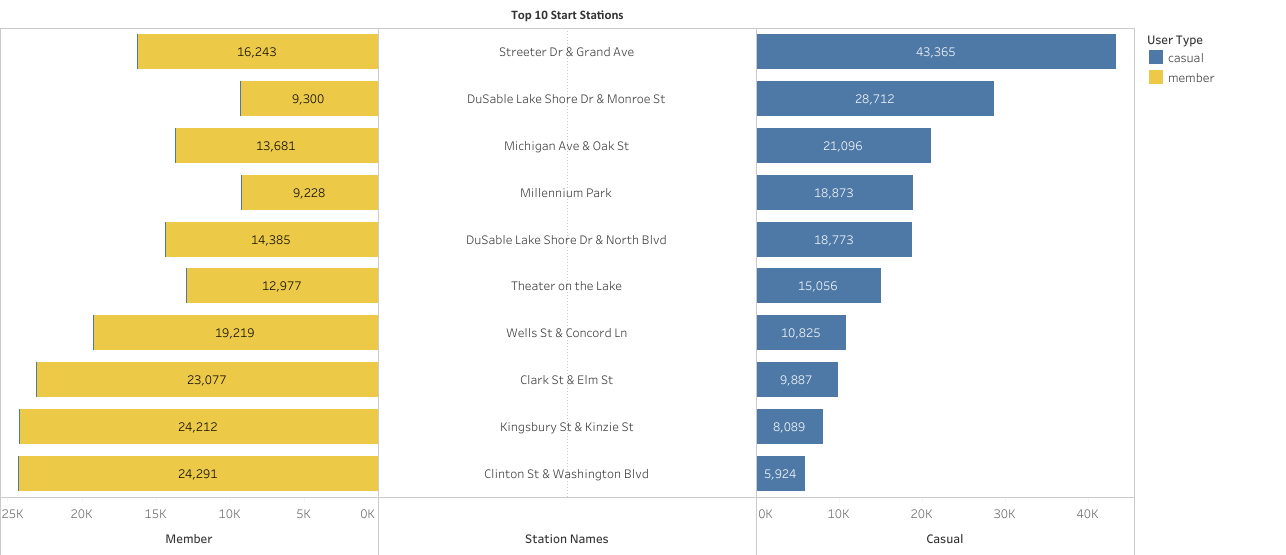 Top 10 Start Stations
User Type
casual
member
16,243 Streeter Dr & Grand Ave 43,365
9,300 DuSable Lake Shore Dr & Monroe St 28,712
13,681 Michigan Ave & Oak St 21,096
9,228 Millennium Park 18,873
14,385 DuSable Lake Shore Dr & North Blvd 18,773
12,977 Theater on the Lake 15,056
19,219 Wells St & Concord Ln 10,825
23,077 Clark St & Elm St 9,887
24,212 Kingsbury St & Kinzie St 8,089
24,291 Clinton St & Washington Blvd 5,924
25K 20K 15K 10K 5K 0K 0K 10K 20K 30K 40K
Member Station Names Casual